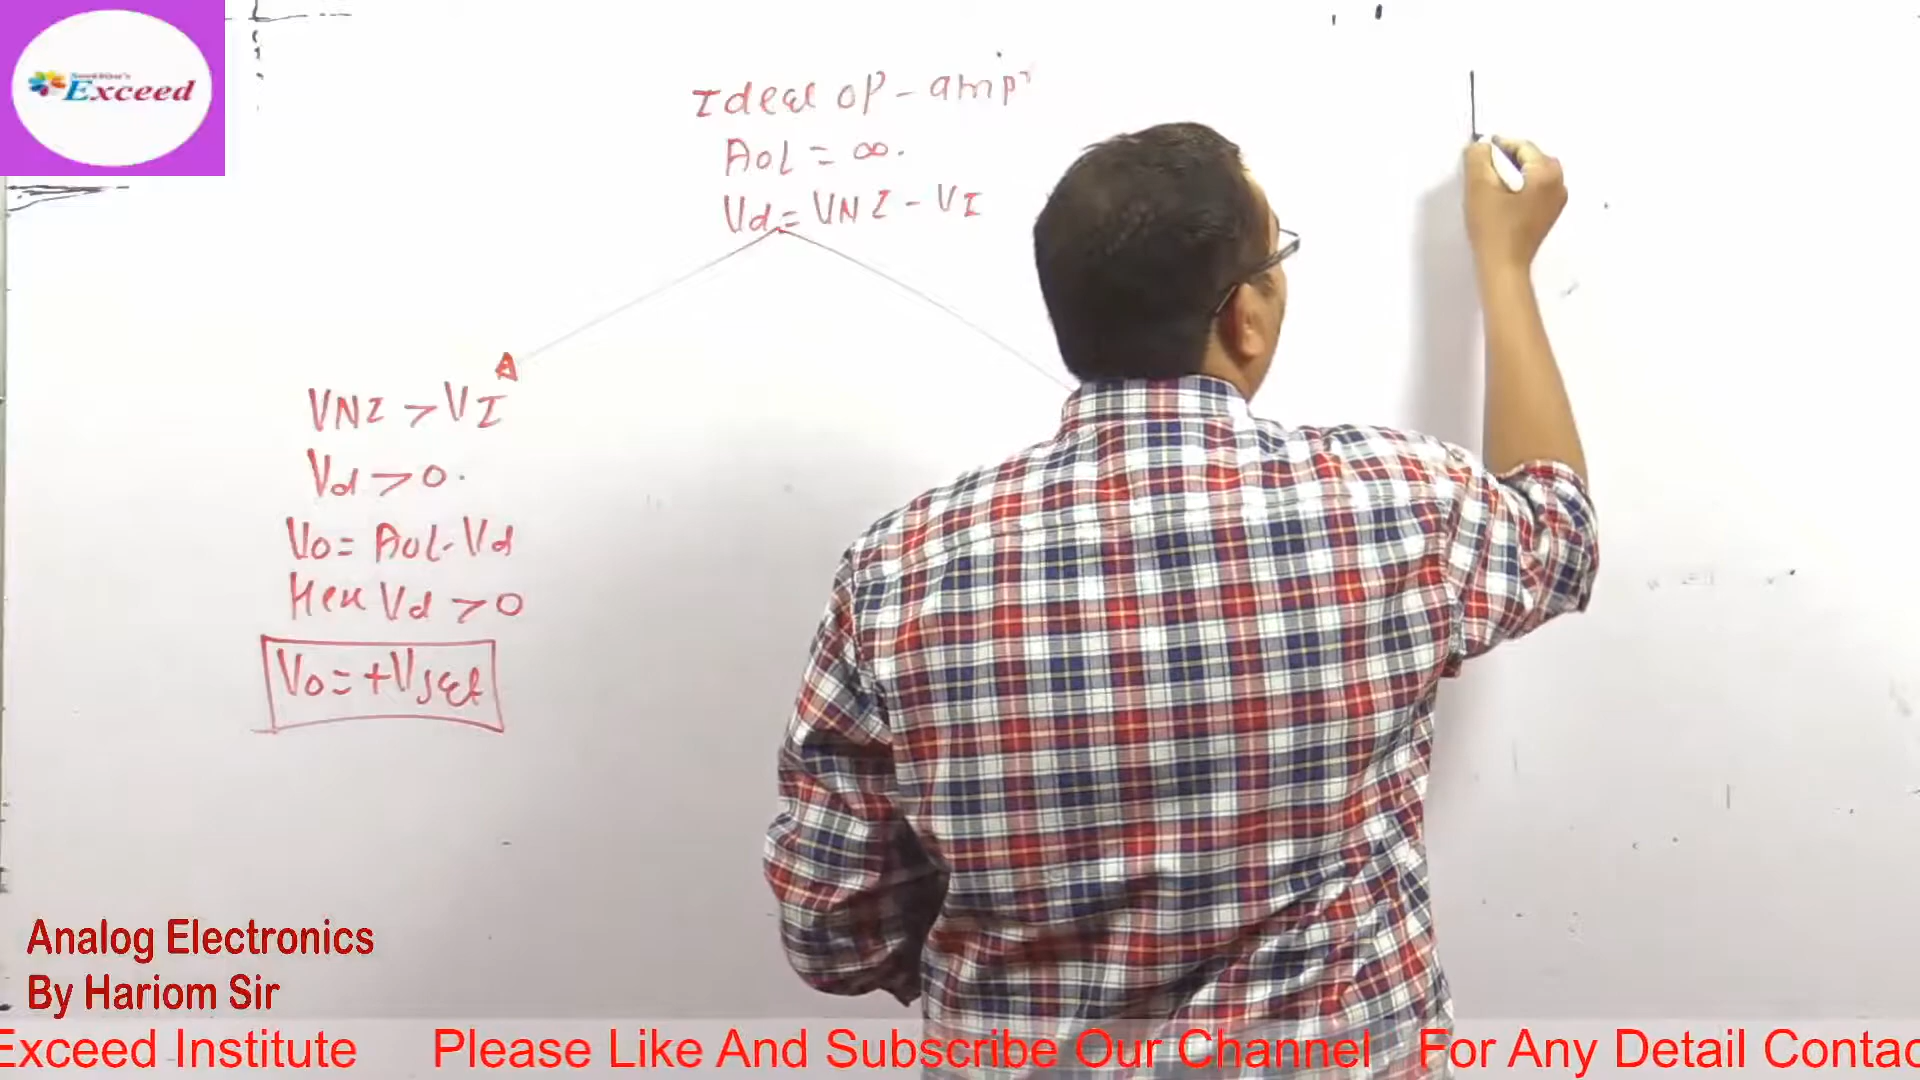 Exceed
Ideal op-amp
AOL = ∞.
Vd = VNI - VI
VNI > VI
Vd > 0.
Vo = AOL. Vd
Hen Vd > 0
Vo = +Vsat
Analog Electronics
By Hariom Sir
Exceed Institute Please Like And Subscribe Our Channel For Any Detail Contac